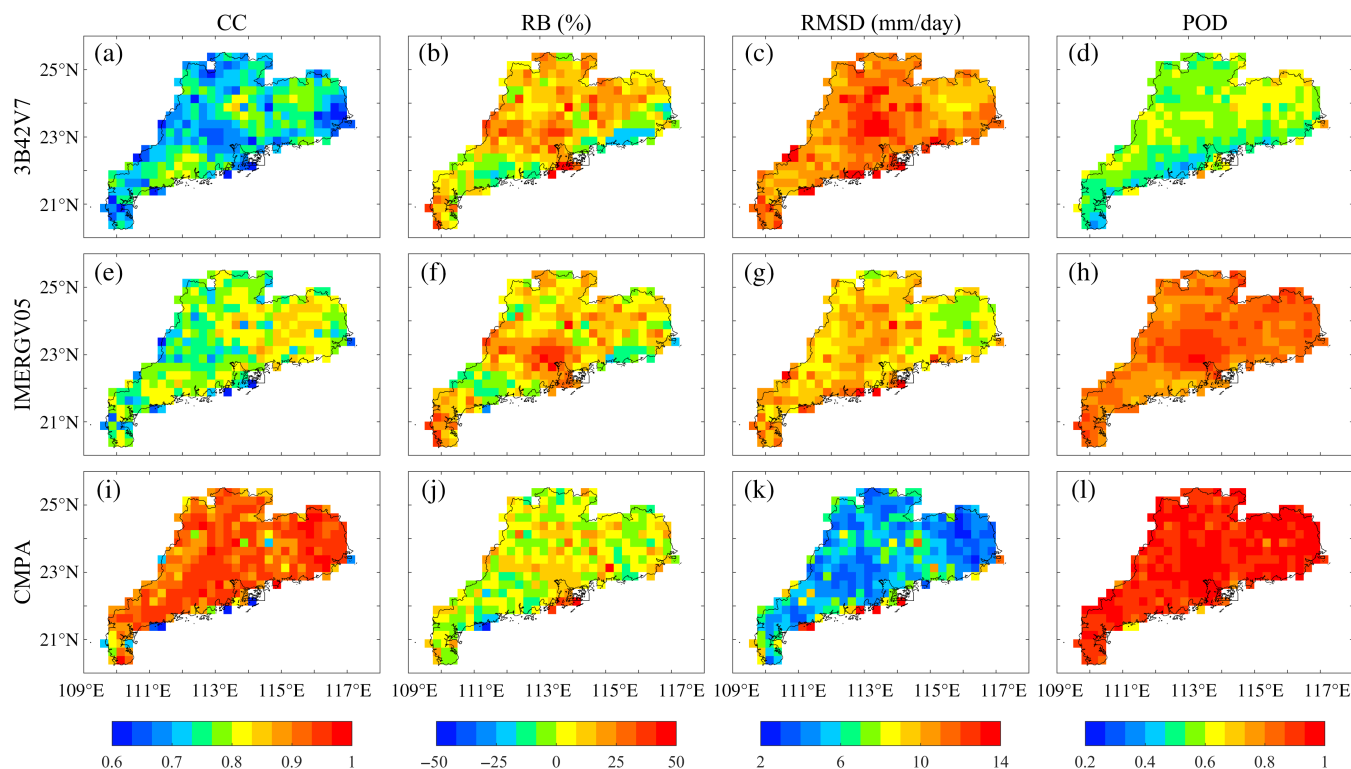 CC RB (%) RMSD (mm/day) POD
3B42V7
(a) (b) (c) (d)
25°N
23°N
21°N
IMERGV05
(e) (f) (g) (h)
25°N
23°N
21°N
CMPA
(i) (j) (k) (l)
25°N
23°N
21°N
109°E 111°E 113°E 115°E 117°E 109°E 111°E 113°E 115°E 117°E 109°E 111°E 113°E 115°E 117°E 109°E 111°E 113°E 115°E 117°E
0.6 0.7 0.8 0.9 1 −50 −25 0 25 50 2 6 10 14 0.2 0.4 0.6 0.8 1